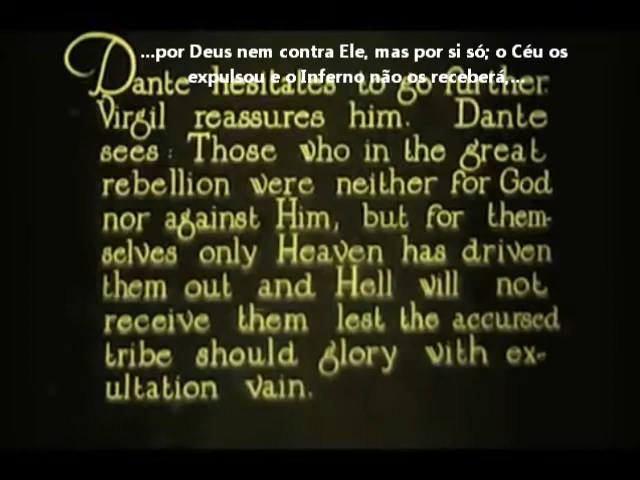 ...por Deus nem contra Ele, mas por si só; o Céu os
expulsou e o Inferno não os receberá,...
Dante hesitates to go further.
Virgil reassures him. Dante
sees: Those who in the great
rebellion were neither for God
nor against Him, but for them-
selves only Heaven has driven
them out and Hell will not
receive them lest the accursed
tribe should glory with ex-
ultation vain.